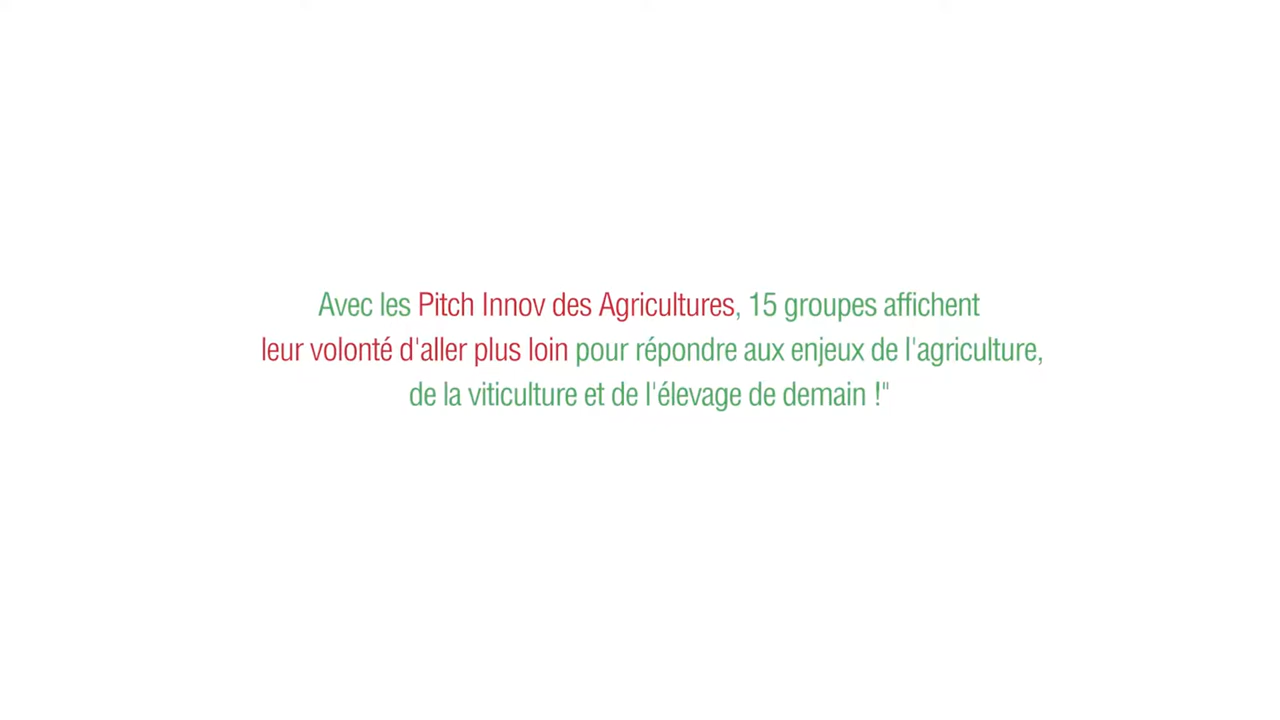 Avec les Pitch Innov des Agricultures, 15 groupes affichent
leur volonté d'aller plus loin pour répondre aux enjeux de l'agriculture,
de la viticulture et de l'élevage de demain !"